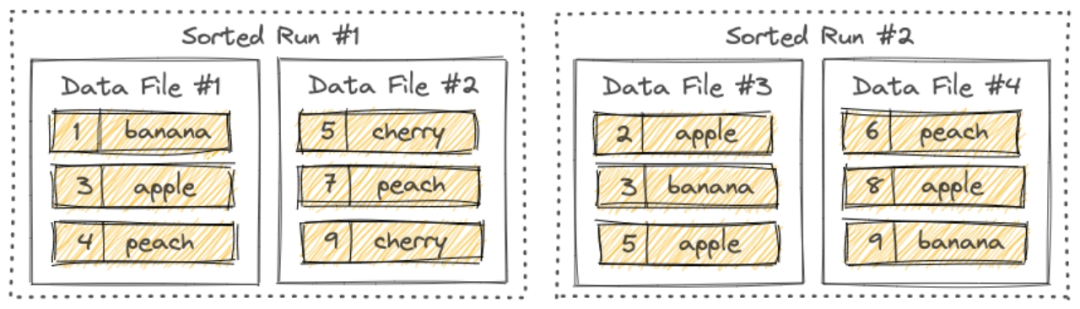 Sorted Run #1
Data File #1
1 banana
3 apple
4 peach
Data File #2
5 cherry
7 peach
9 cherry
Sorted Run #2
Data File #3
2 apple
3 banana
5 apple
Data File #4
6 peach
8 apple
9 banana